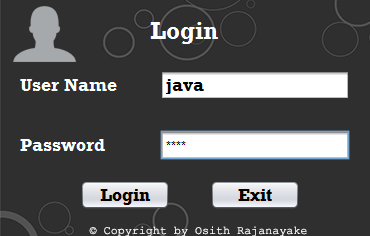 Login
User Name java
Password ****
Login Exit
© Copyright by Osith Rajanayake